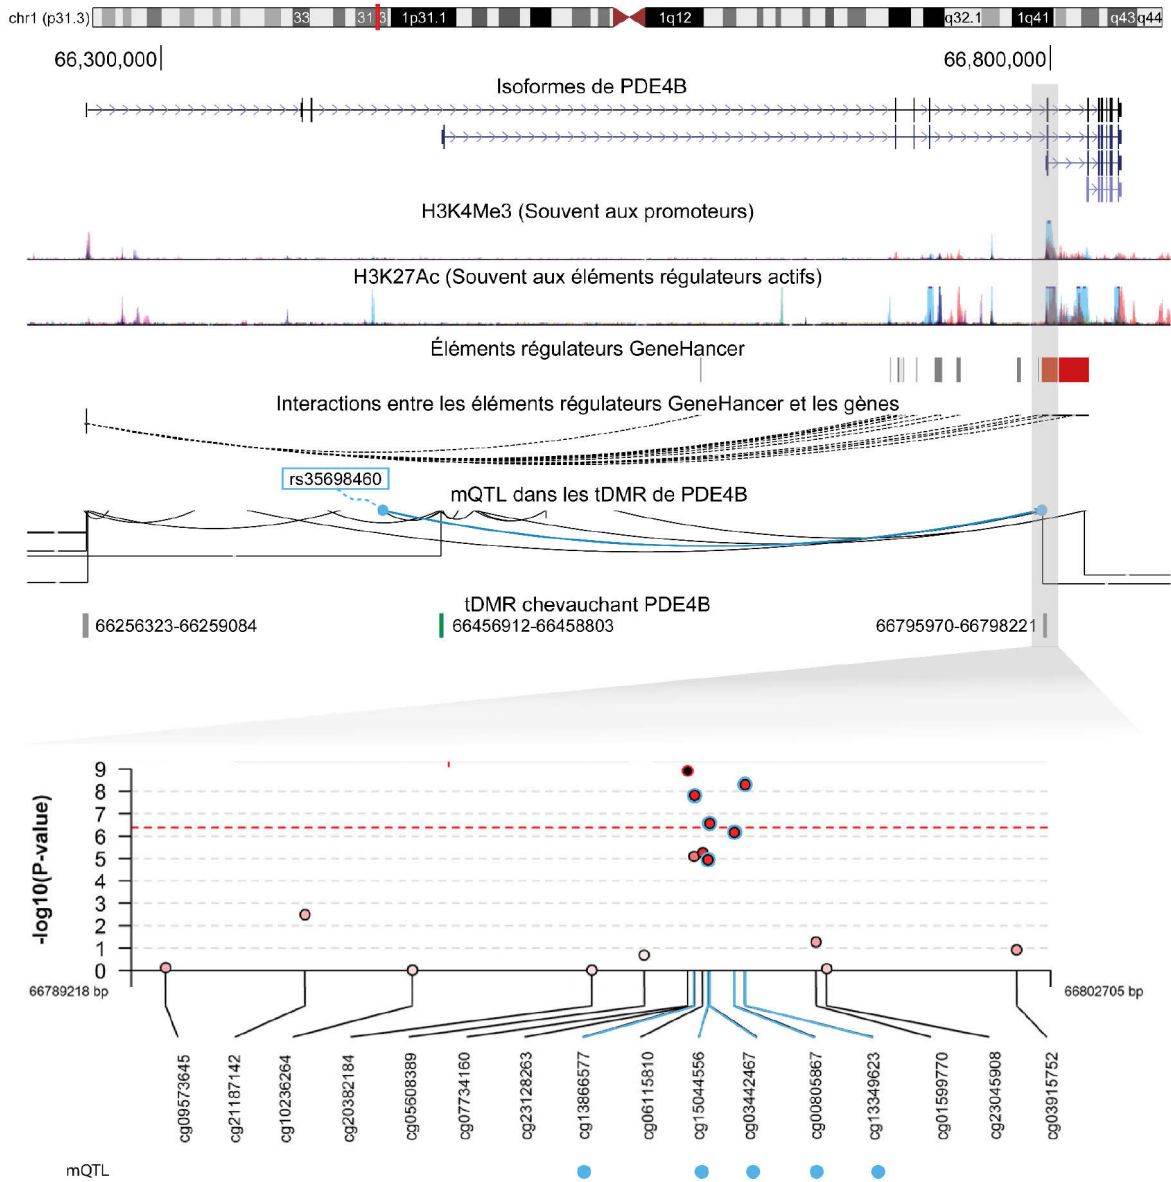 chr1 (p31.3) 33 31.3 1p31.1 1q12 q32.1 1q41 q43 q44
66,300,000 66,800,000
Isoformes de PDE4B
H3K4Me3 (Souvent aux promoteurs)
H3K27Ac (Souvent aux éléments régulateurs actifs)
Éléments régulateurs GeneHancer
Interactions entre les éléments régulateurs GeneHancer et les gènes
rs35698460
mQTL dans les tDMR de PDE4B
tDMR chevauchant PDE4B
66256323-66259084 66456912-66458803 66795970-66798221
-log10(P-value)
9
8
7
6
5
4
3
2
1
0
66789218 bp 66802705 bp
cg09573645
cg21187142
cg10236264
cg20382184
cg05608389
cg07734160
cg23128263
cg13866577
cg06115810
cg15044556
cg03442467
cg00805867
cg13349623
cg01599770
cg23045908
cg03915752
mQTL